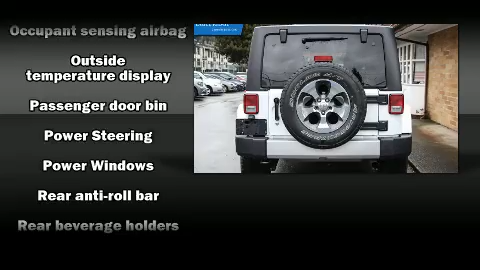 Occupant sensing airbag
Outside
temperature display
Passenger door bin
Power Steering
Power Windows
Rear anti-roll bar
Rear beverage holders